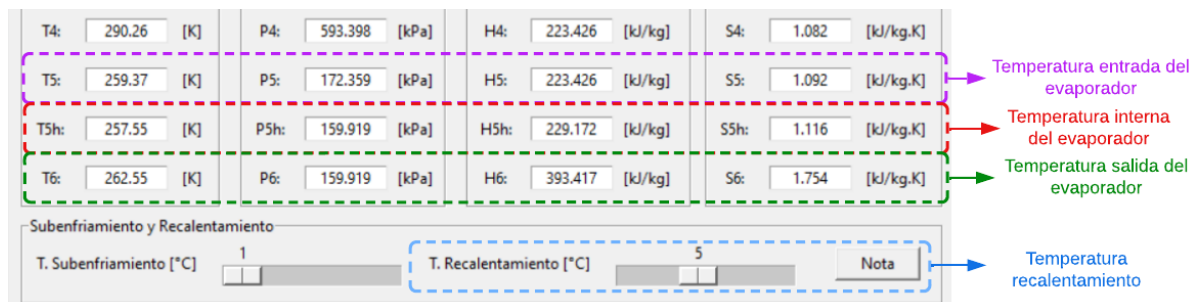 T4: 290.26 [K] P4: 593.398 [kPa] H4: 223.426 [kJ/kg] S4: 1.082 [kJ/kg.K]
T5: 259.37 [K] P5: 172.359 [kPa] H5: 223.426 [kJ/kg] S5: 1.092 [kJ/kg.K]
Temperatura entrada del
evaporador
T5h: 257.55 [K] P5h: 159.919 [kPa] H5h: 229.172 [kJ/kg] S5h: 1.116 [kJ/kg.K]
Temperatura interna
del evaporador
T6: 262.55 [K] P6: 159.919 [kPa] H6: 393.417 [kJ/kg] S6: 1.754 [kJ/kg.K]
Temperatura salida del
evaporador
Subenfriamiento y Recalentamiento
1 5
T. Subenfriamiento [°C] T. Recalentamiento [°C] Nota
Temperatura
recalentamiento